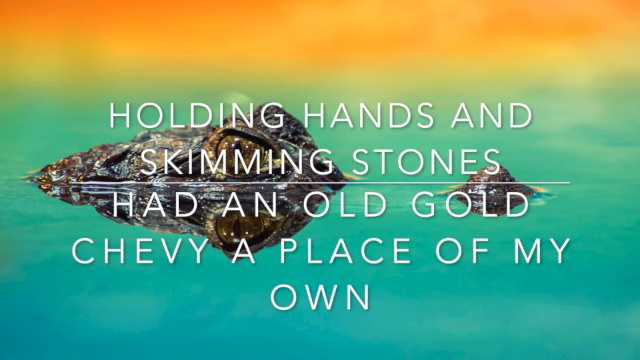 HOLDING HANDS AND
SKIMMING STONES
HAD AN OLD GOLD
CHEVY A PLACE OF MY
OWN